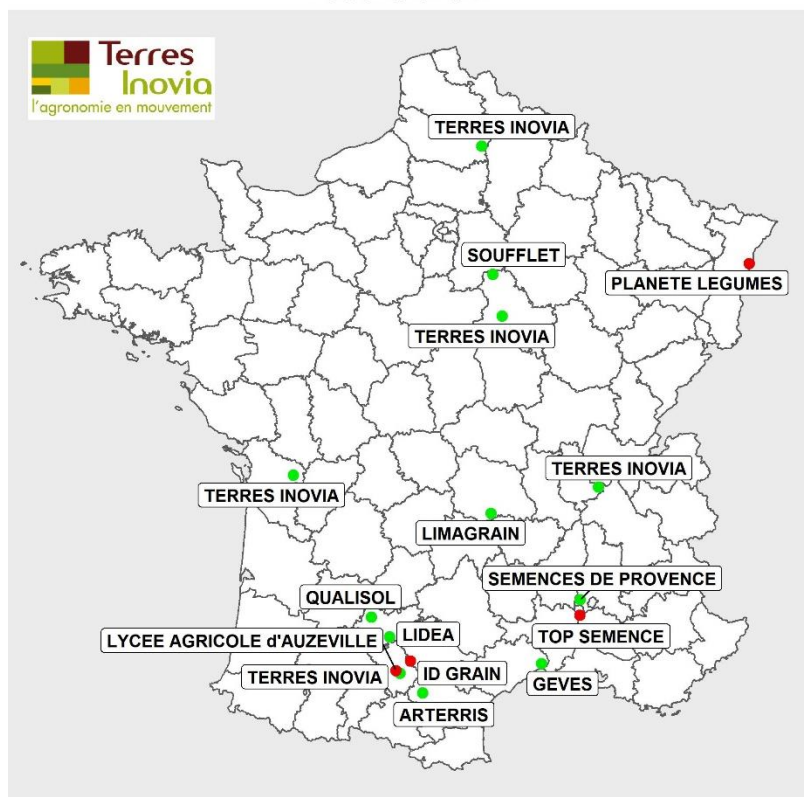 Terres
Inovia
l'agronomie en mouvement
TERRES INOVIA
SOUFFLET
PLANETE LEGUMES
TERRES INOVIA
TERRES INOVIA
TERRES INOVIA
LIMAGRAIN
SEMENCES DE PROVENCE
QUALISOL
TOP SEMENCE
LYCEE AGRICOLE d'AUZEVILLE
LIDEA
TERRES INOVIA
ID GRAIN
GEVES
ARTERRIS